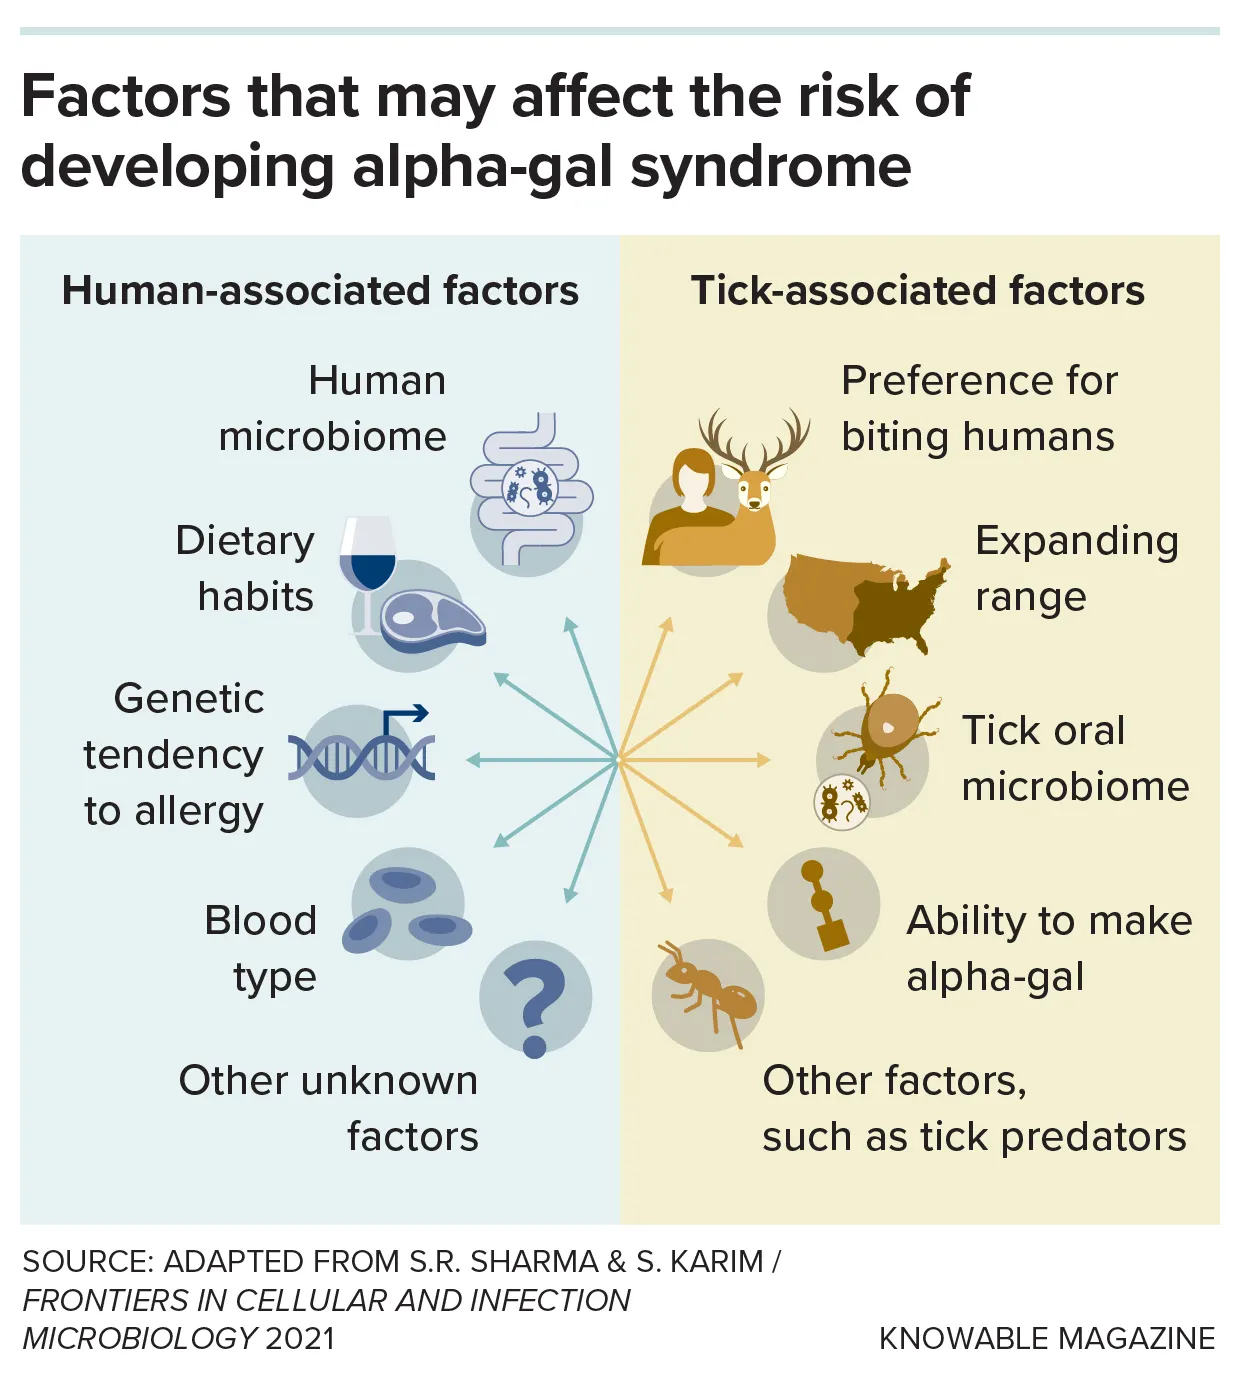 Factors that may affect the risk of
developing alpha-gal syndrome
Human-associated factors
Human
microbiome
Dietary
habits
Genetic
tendency
to allergy
Blood
type
Other unknown
factors
Tick-associated factors
Preference for
biting humans
Expanding
range
Tick oral
microbiome
Ability to make
alpha-gal
Other factors,
such as tick predators
SOURCE: ADAPTED FROM S.R. SHARMA & S. KARIM /
FRONTIERS IN CELLULAR AND INFECTION
MICROBIOLOGY 2021
KNOWABLE MAGAZINE